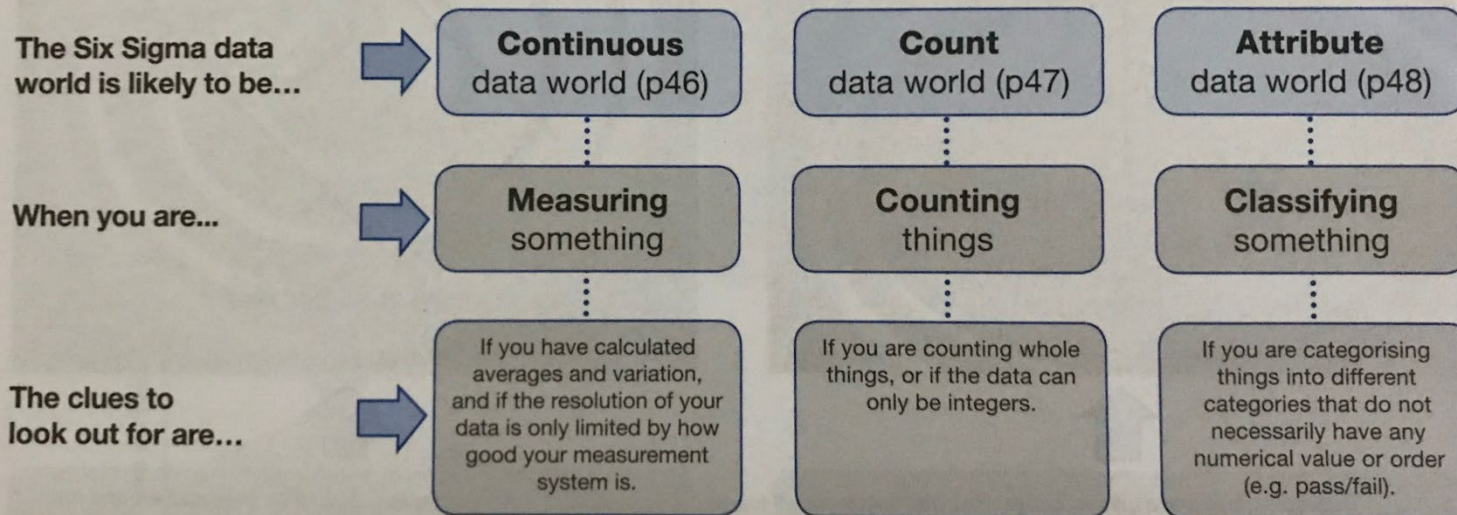 The Six Sigma data
world is likely to be...
Continuous
data world (p46)
Count
data world (p47)
Attribute
data world (p48)
When you are...
Measuring
something
Counting
things
Classifying
something
The clues to
look out for are...
If you have calculated
averages and variation,
and if the resolution of your
data is only limited by how
good your measurement
system is.
If you are counting whole
things, or if the data can
only be integers.
If you are categorising
things into different
categories that do not
necessarily have any
numerical value or order
(e.g. pass/fail).